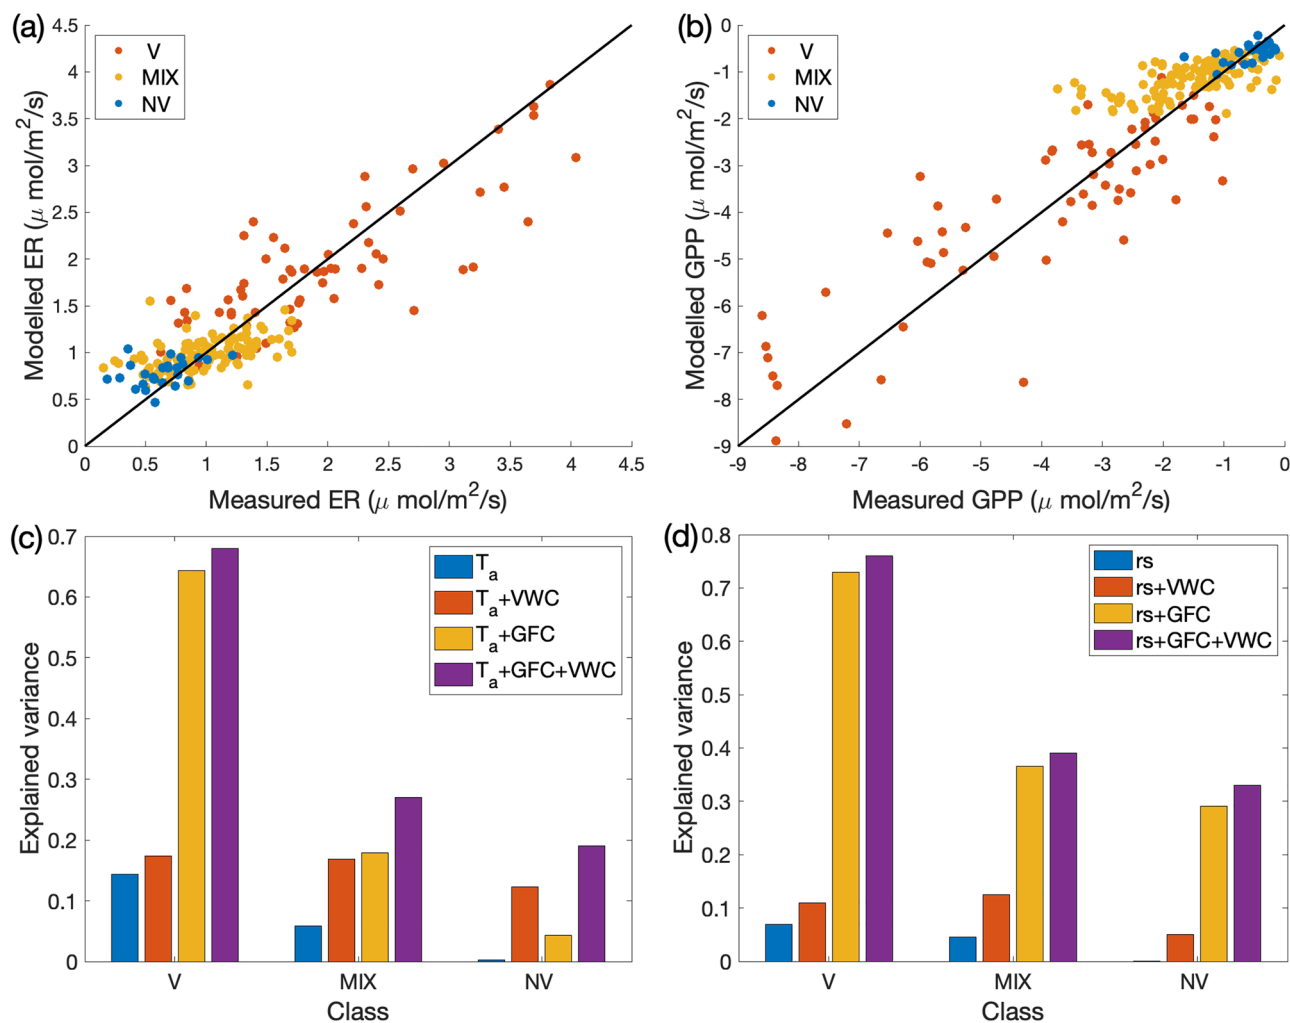 (a)
V
MIX
NV
4.5
4
3.5
3
2.5
2
1.5
1
0.5
0
0
0.5
1
1.5
2
2.5
3
3.5
4
4.5
Modelled ER (μ mol/m²/s)
Measured ER (μ mol/m²/s)
(b)
V
MIX
NV
0
-1
-2
-3
-4
-5
-6
-7
-8
-9
-9
-8
-7
-6
-5
-4
-3
-2
-1
0
Modelled GPP (μ mol/m²/s)
Measured GPP (μ mol/m²/s)
(c)
Tₐ
Tₐ+VWC
Tₐ+GFC
Tₐ+GFC+VWC
0.7
0.6
0.5
0.4
0.3
0.2
0.1
0
V
MIX
NV
Explained variance
Class
(d)
rs
rs+VWC
rs+GFC
rs+GFC+VWC
0.8
0.7
0.6
0.5
0.4
0.3
0.2
0.1
0
V
MIX
NV
Explained variance
Class